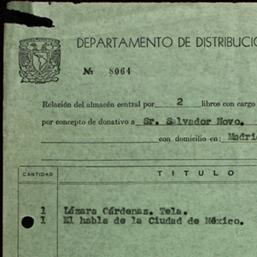 DEPARTAMENTO DE DISTRIBUCIO
Nº 8064
Relación del almacén central por 2 libros con cargo
por concepto de donativo a Sr. Salvador Novo.
con domicilio en: Madri
CANTIDAD TITULO
1 Lázara Cárdenas. Tela.
1 El habla de la Ciudad de México.